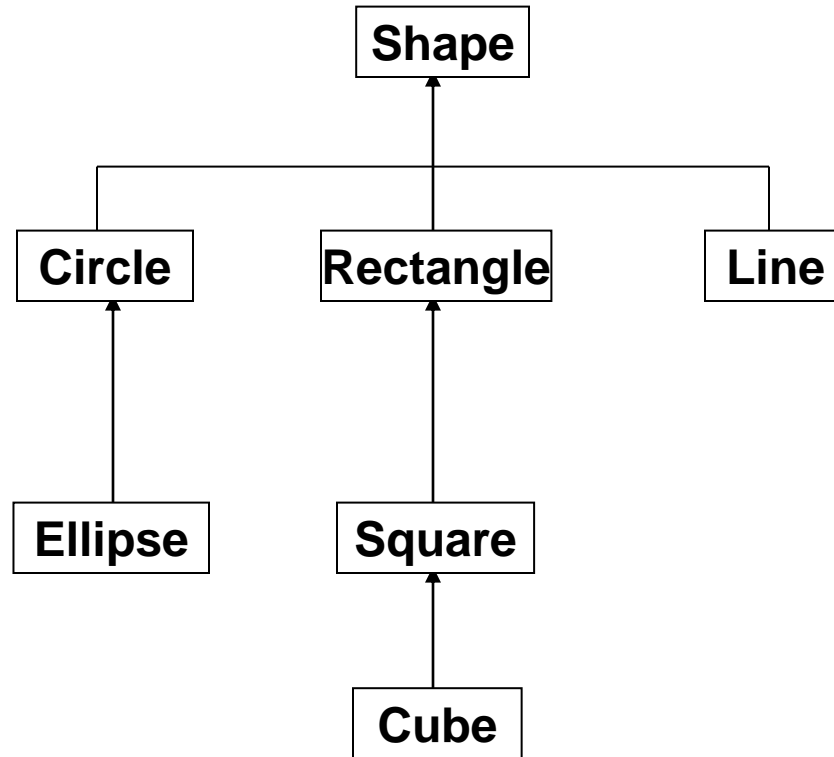 Shape
Circle
Rectangle
Line
Ellipse
Square
Cube